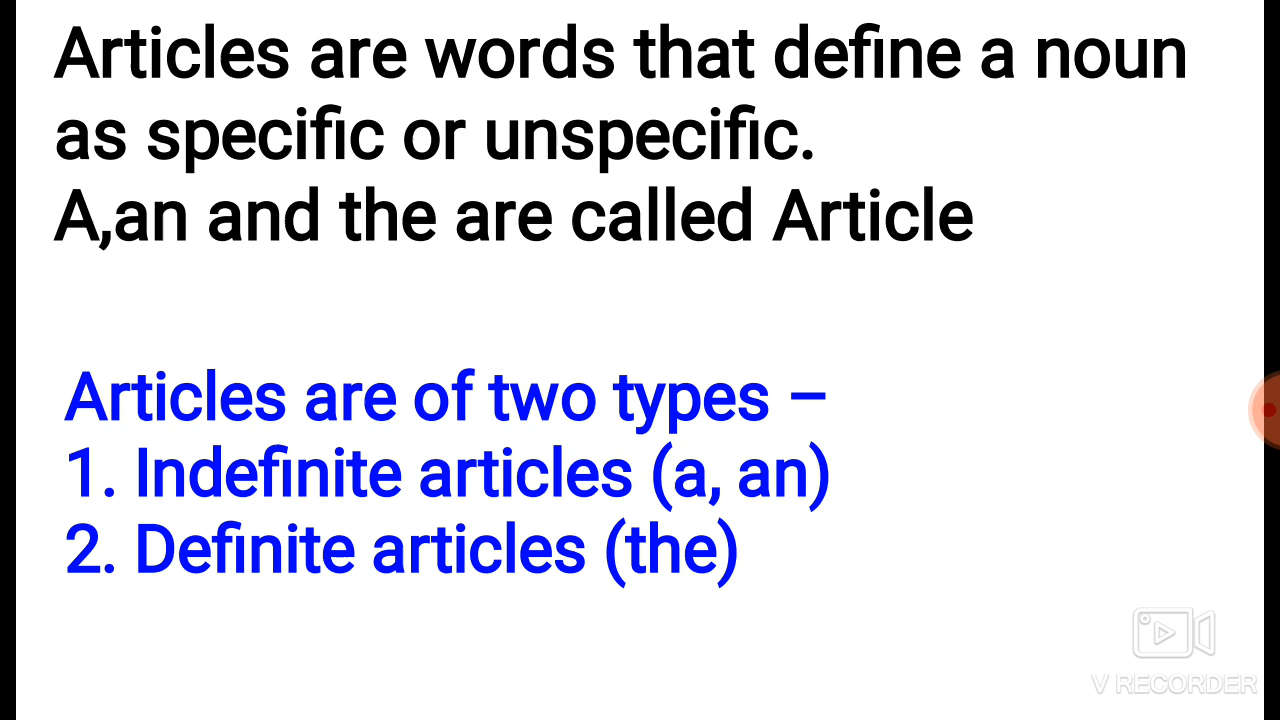 Articles are words that define a noun
as specific or unspecific.
A,an and the are called Article
Articles are of two types –
1. Indefinite articles (a, an)
2. Definite articles (the)
V RECORDER